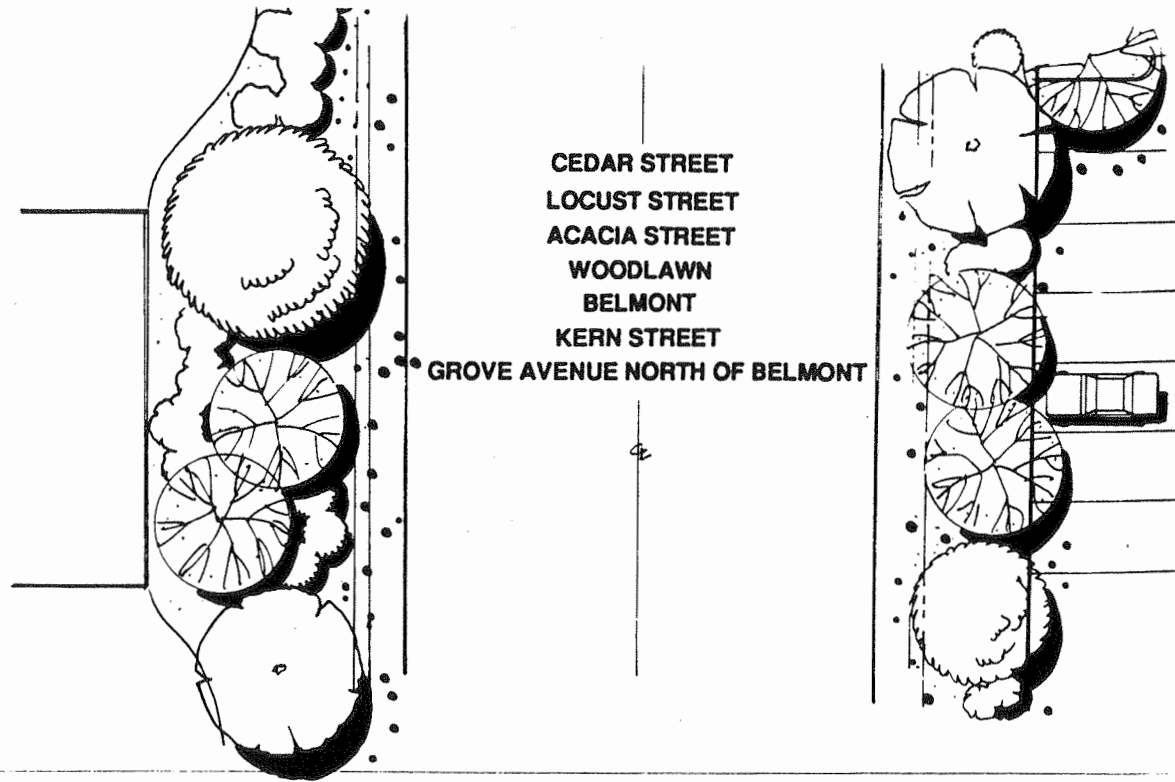 CEDAR STREET
LOCUST STREET
ACACIA STREET
WOODLAWN
BELMONT
KERN STREET
GROVE AVENUE NORTH OF BELMONT
℄